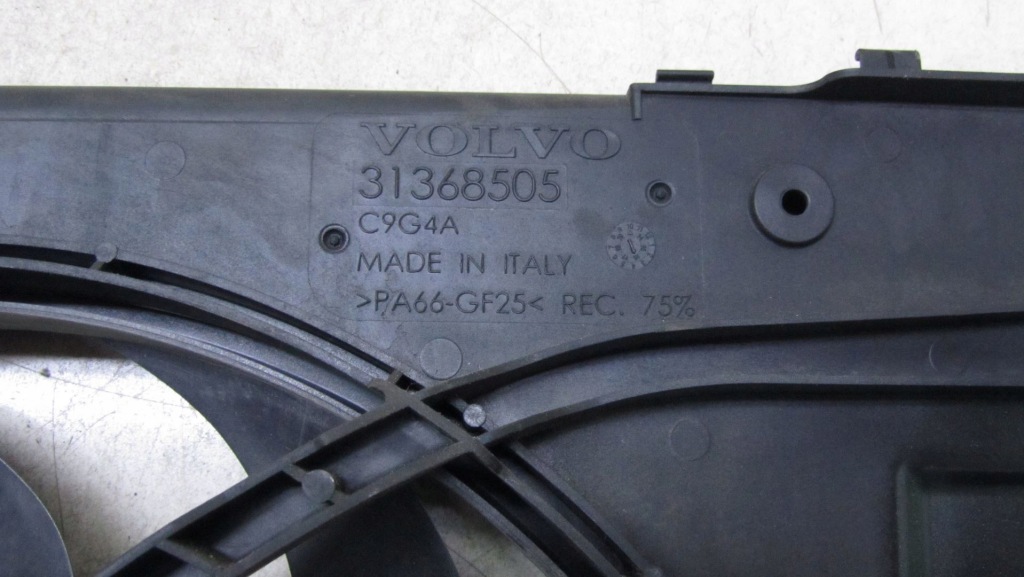 VOLVO
31368505
C9G4A
MADE IN ITALY
>PA66-GF25< REC. 75%